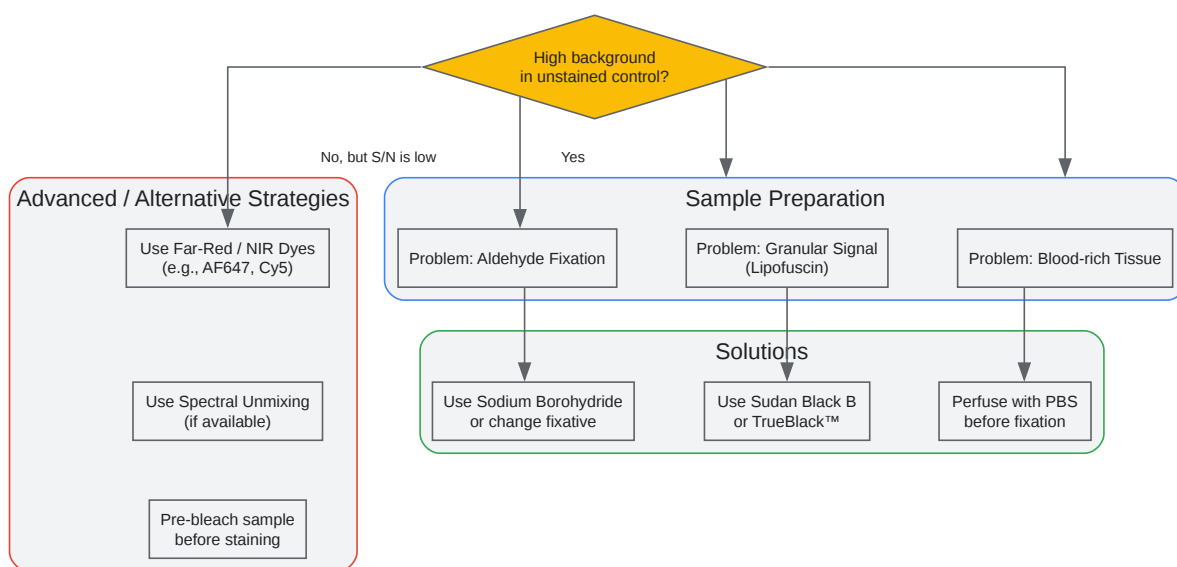 High background
in unstained control?
No, but S/N is low
Yes
Advanced / Alternative Strategies
Sample Preparation
Use Far-Red / NIR Dyes
(e.g., AF647, Cy5)
Problem: Aldehyde Fixation
Problem: Granular Signal
(Lipofuscin)
Problem: Blood-rich Tissue
Solutions
Use Spectral Unmixing
(if available)
Use Sodium Borohydride
or change fixative
Use Sudan Black B
or TrueBlack™
Perfuse with PBS
before fixation
Pre-bleach sample
before staining